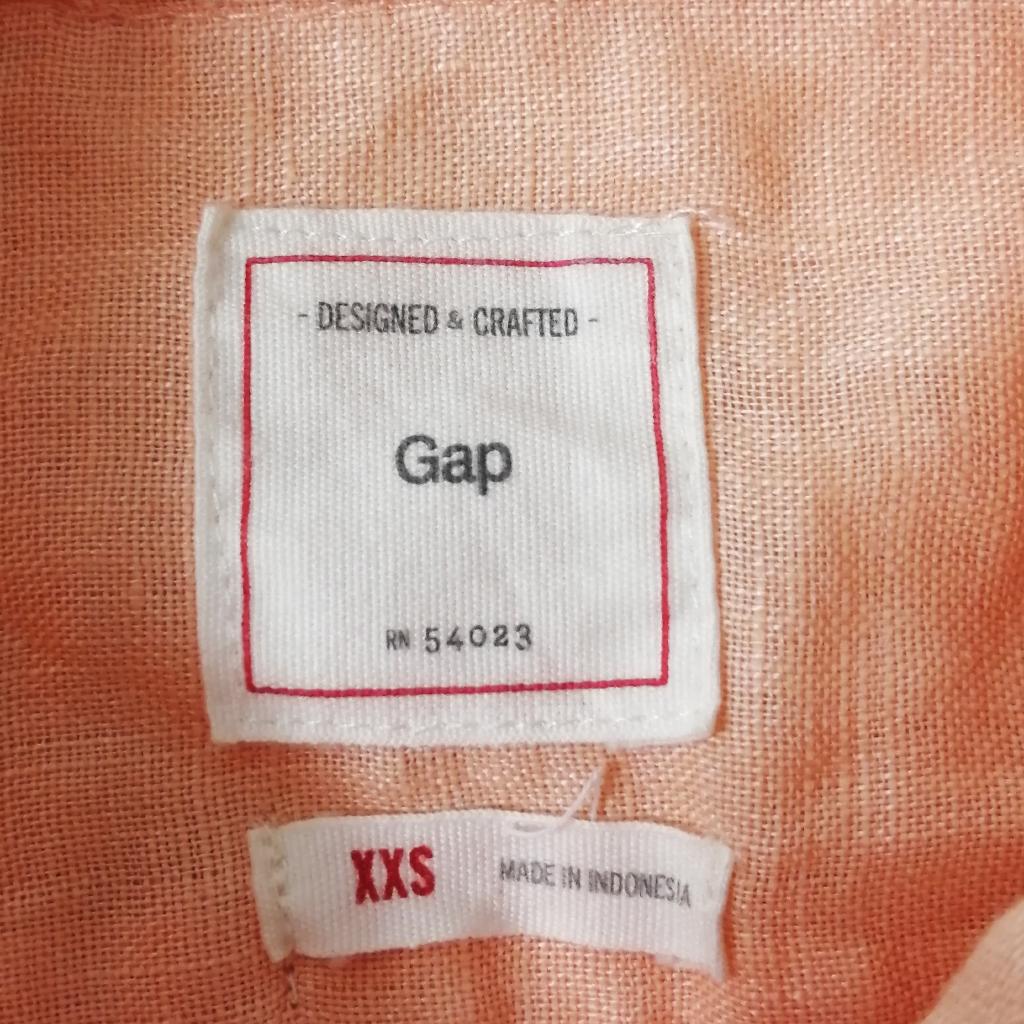 - DESIGNED & CRAFTED -
Gap
RN 54023
XXS MADE IN INDONESIA